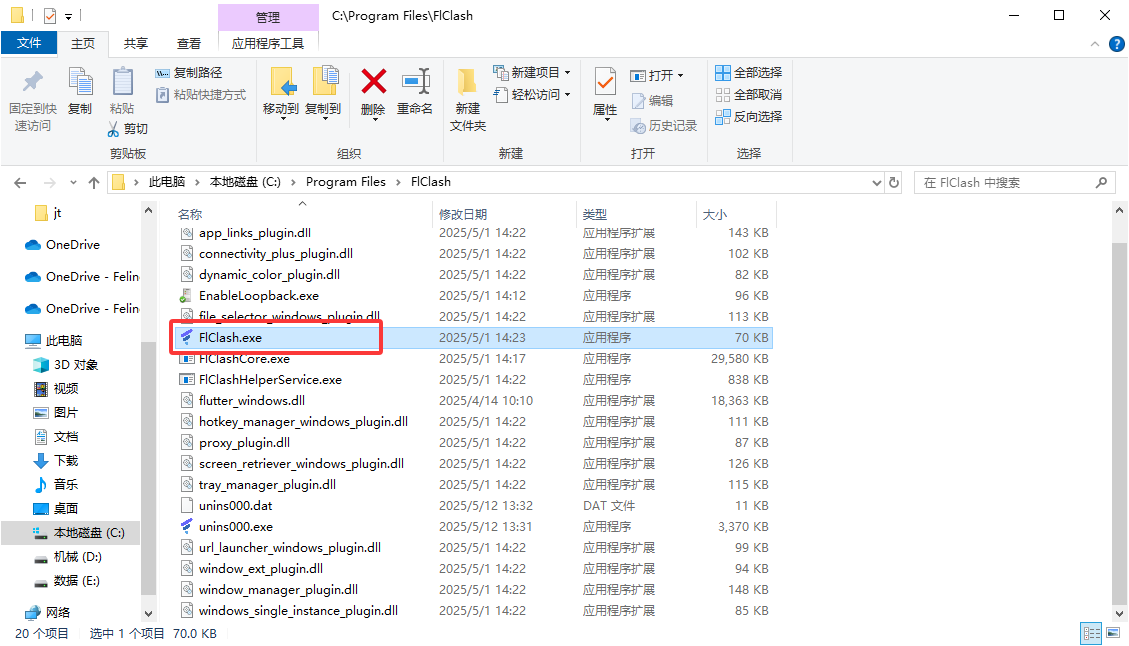 管理
C:\Program Files\FlClash
文件 主页 共享 查看 应用程序工具
固定到快速访问
复制
粘贴
复制路径
粘贴快捷方式
剪切
剪贴板
移动到
复制到
删除
重命名
组织
新建文件夹
新建项目
轻松访问
新建
属性
打开
编辑
历史记录
打开
全部选择
全部取消
反向选择
选择
此电脑 本地磁盘 (C:) Program Files FlClash
在 FlClash 中搜索
jt
OneDrive
OneDrive - Felin
OneDrive - Felin
此电脑
3D 对象
视频
图片
文档
下载
音乐
桌面
本地磁盘 (C:)
机械 (D:)
数据 (E:)
网络
名称 修改日期 类型 大小
app_links_plugin.dll 2025/5/1 14:22 应用程序扩展 143 KB
connectivity_plus_plugin.dll 2025/5/1 14:22 应用程序扩展 102 KB
dynamic_color_plugin.dll 2025/5/1 14:22 应用程序扩展 82 KB
EnableLoopback.exe 2025/5/1 14:12 应用程序 96 KB
file_selector_windows_plugin.dll 2025/5/1 14:22 应用程序扩展 113 KB
FlClash.exe 2025/5/1 14:23 应用程序 70 KB
FlClashCore.exe 2025/5/1 14:17 应用程序 29,580 KB
FlClashHelperService.exe 2025/5/1 14:22 应用程序 838 KB
flutter_windows.dll 2025/4/14 10:10 应用程序扩展 18,363 KB
hotkey_manager_windows_plugin.dll 2025/5/1 14:22 应用程序扩展 111 KB
proxy_plugin.dll 2025/5/1 14:22 应用程序扩展 87 KB
screen_retriever_windows_plugin.dll 2025/5/1 14:22 应用程序扩展 126 KB
tray_manager_plugin.dll 2025/5/1 14:22 应用程序扩展 115 KB
unins000.dat 2025/5/12 13:32 DAT 文件 11 KB
unins000.exe 2025/5/12 13:31 应用程序 3,370 KB
url_launcher_windows_plugin.dll 2025/5/1 14:22 应用程序扩展 99 KB
window_ext_plugin.dll 2025/5/1 14:22 应用程序扩展 94 KB
window_manager_plugin.dll 2025/5/1 14:22 应用程序扩展 148 KB
windows_single_instance_plugin.dll 2025/5/1 14:22 应用程序扩展 85 KB
20 个项目 选中 1 个项目 70.0 KB